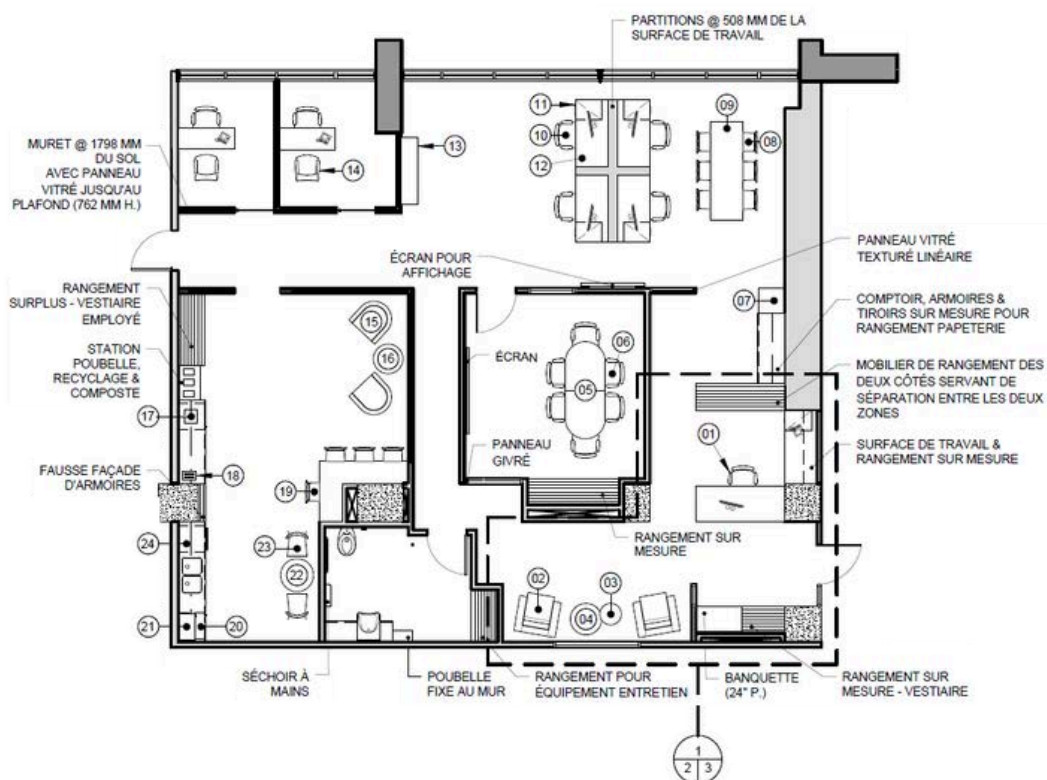 PARTITIONS @ 508 MM DE LA
SURFACE DE TRAVAIL
11
10
12
09
08
13
14
MURET @ 1798 MM
DU SOL
AVEC PANNEAU
VITRÉ JUSQU'AU
PLAFOND (762 MM H.)
ÉCRAN POUR
AFFICHAGE
PANNEAU VITRÉ
TEXTURÉ LINÉAIRE
RANGEMENT
SURPLUS - VESTIAIRE
EMPLOYÉ
15
16
07
COMPTOIR, ARMOIRES &
TIROIRS SUR MESURE POUR
RANGEMENT PAPETERIE
STATION
POUBELLE,
RECYCLAGE &
COMPOSTE
ÉCRAN
06
05
MOBILIER DE RANGEMENT DES
DEUX CÔTÉS SERVANT DE
SÉPARATION ENTRE LES DEUX
ZONES
17
01
PANNEAU
GIVRÉ
SURFACE DE TRAVAIL &
RANGEMENT SUR MESURE
FAUSSE FAÇADE
D'ARMOIRES
18
19
RANGEMENT SUR
MESURE
24
23
22
02
03
04
21
20
SÉCHOIR À
MAINS
POUBELLE
FIXE AU MUR
RANGEMENT POUR
ÉQUIPEMENT ENTRETIEN
BANQUETTE
(24" P.)
RANGEMENT SUR
MESURE - VESTIAIRE
1
2 3